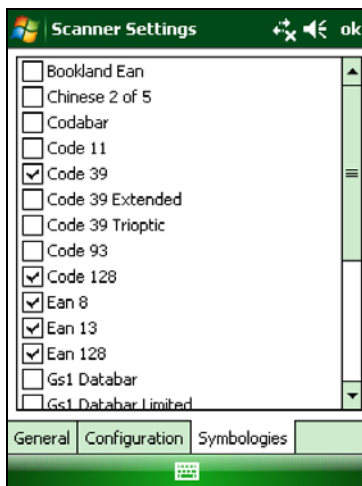 Scanner Settings ok
Bookland Ean
Chinese 2 of 5
Codabar
Code 11
Code 39
Code 39 Extended
Code 39 Trioptic
Code 93
Code 128
Ean 8
Ean 13
Ean 128
Gs1 Databar
Gs1 Databar Limited
General Configuration Symbologies